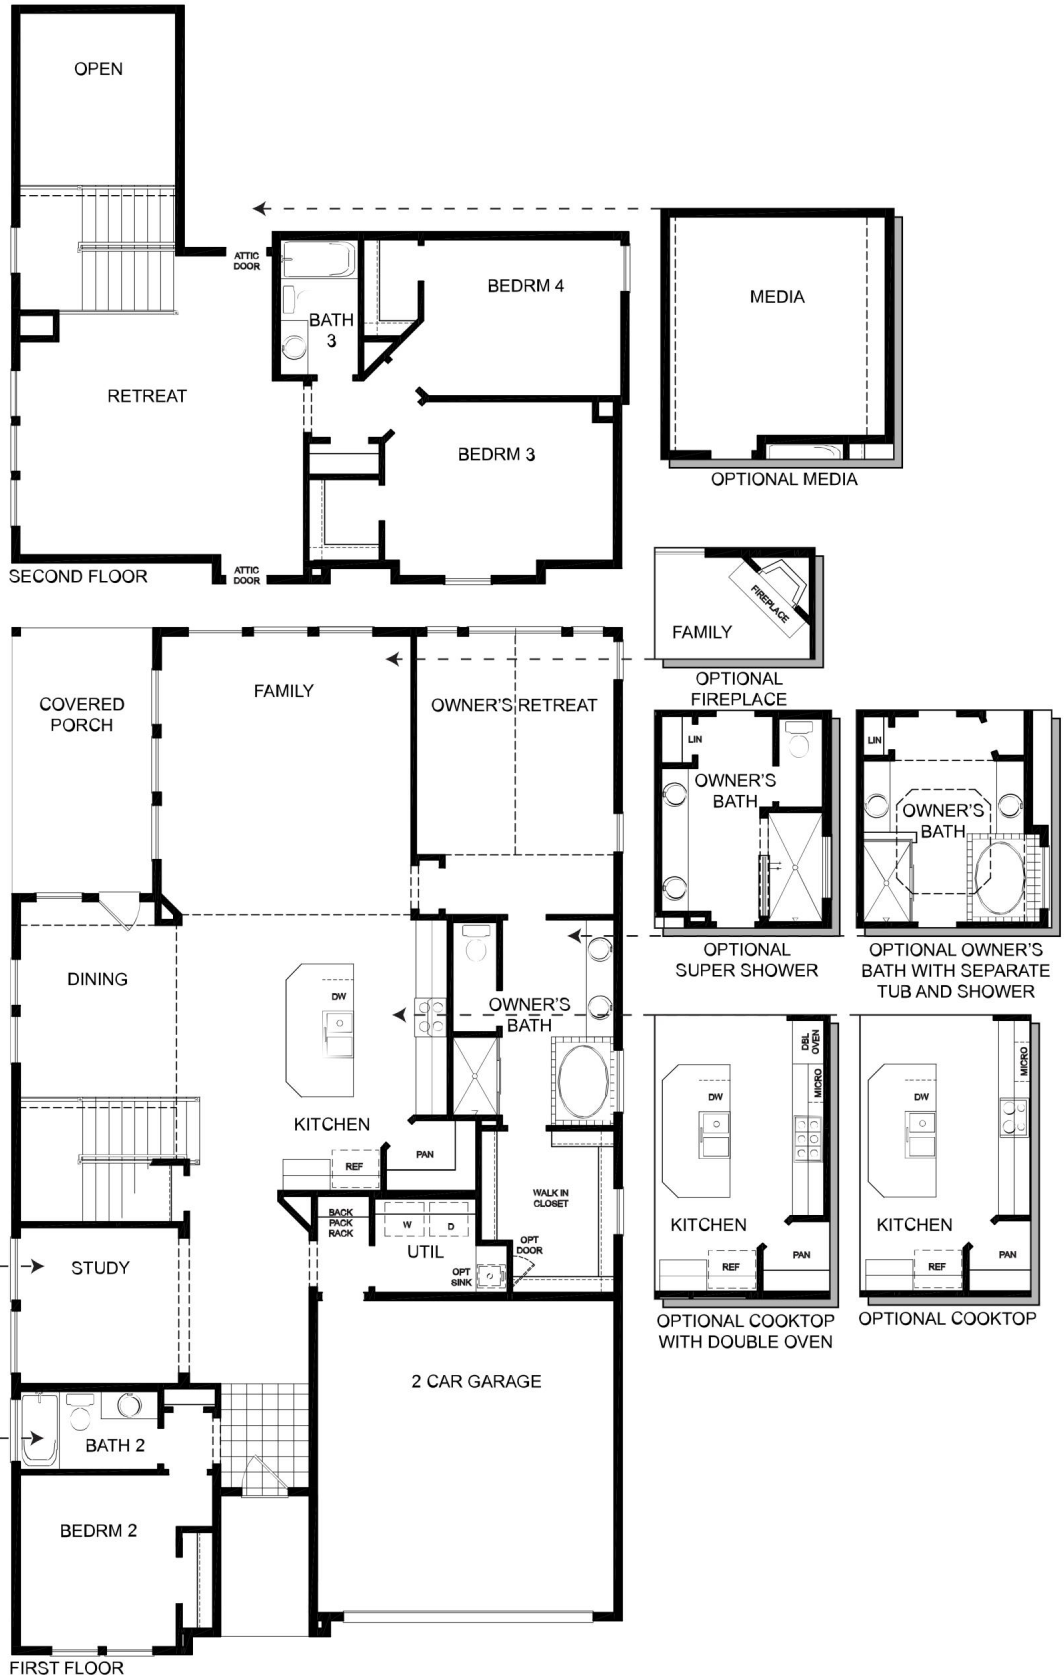 OPEN
ATTIC
DOOR
BATH
3
BEDRM 4
MEDIA
RETREAT
BEDRM 3
OPTIONAL MEDIA
SECOND FLOOR
ATTIC
DOOR
FIREPLACE
FAMILY
OPTIONAL
FIREPLACE
COVERED
PORCH
FAMILY
OWNER'S RETREAT
LIN
OWNER'S
BATH
OPTIONAL
SUPER SHOWER
LIN
OWNER'S
BATH
OPTIONAL OWNER'S
BATH WITH SEPARATE
TUB AND SHOWER
DINING
DW
OWNER'S
BATH
KITCHEN
REF
PAN
DBL
OVEN
MICRO
DW
KITCHEN
REF
PAN
OPTIONAL COOKTOP
WITH DOUBLE OVEN
MICRO
DW
KITCHEN
REF
PAN
OPTIONAL COOKTOP
BACK
PACK
RACK
W
D
UTIL
OPT
SINK
WALK IN
CLOSET
OPT
DOOR
STUDY
2 CAR GARAGE
BATH 2
BEDRM 2
FIRST FLOOR